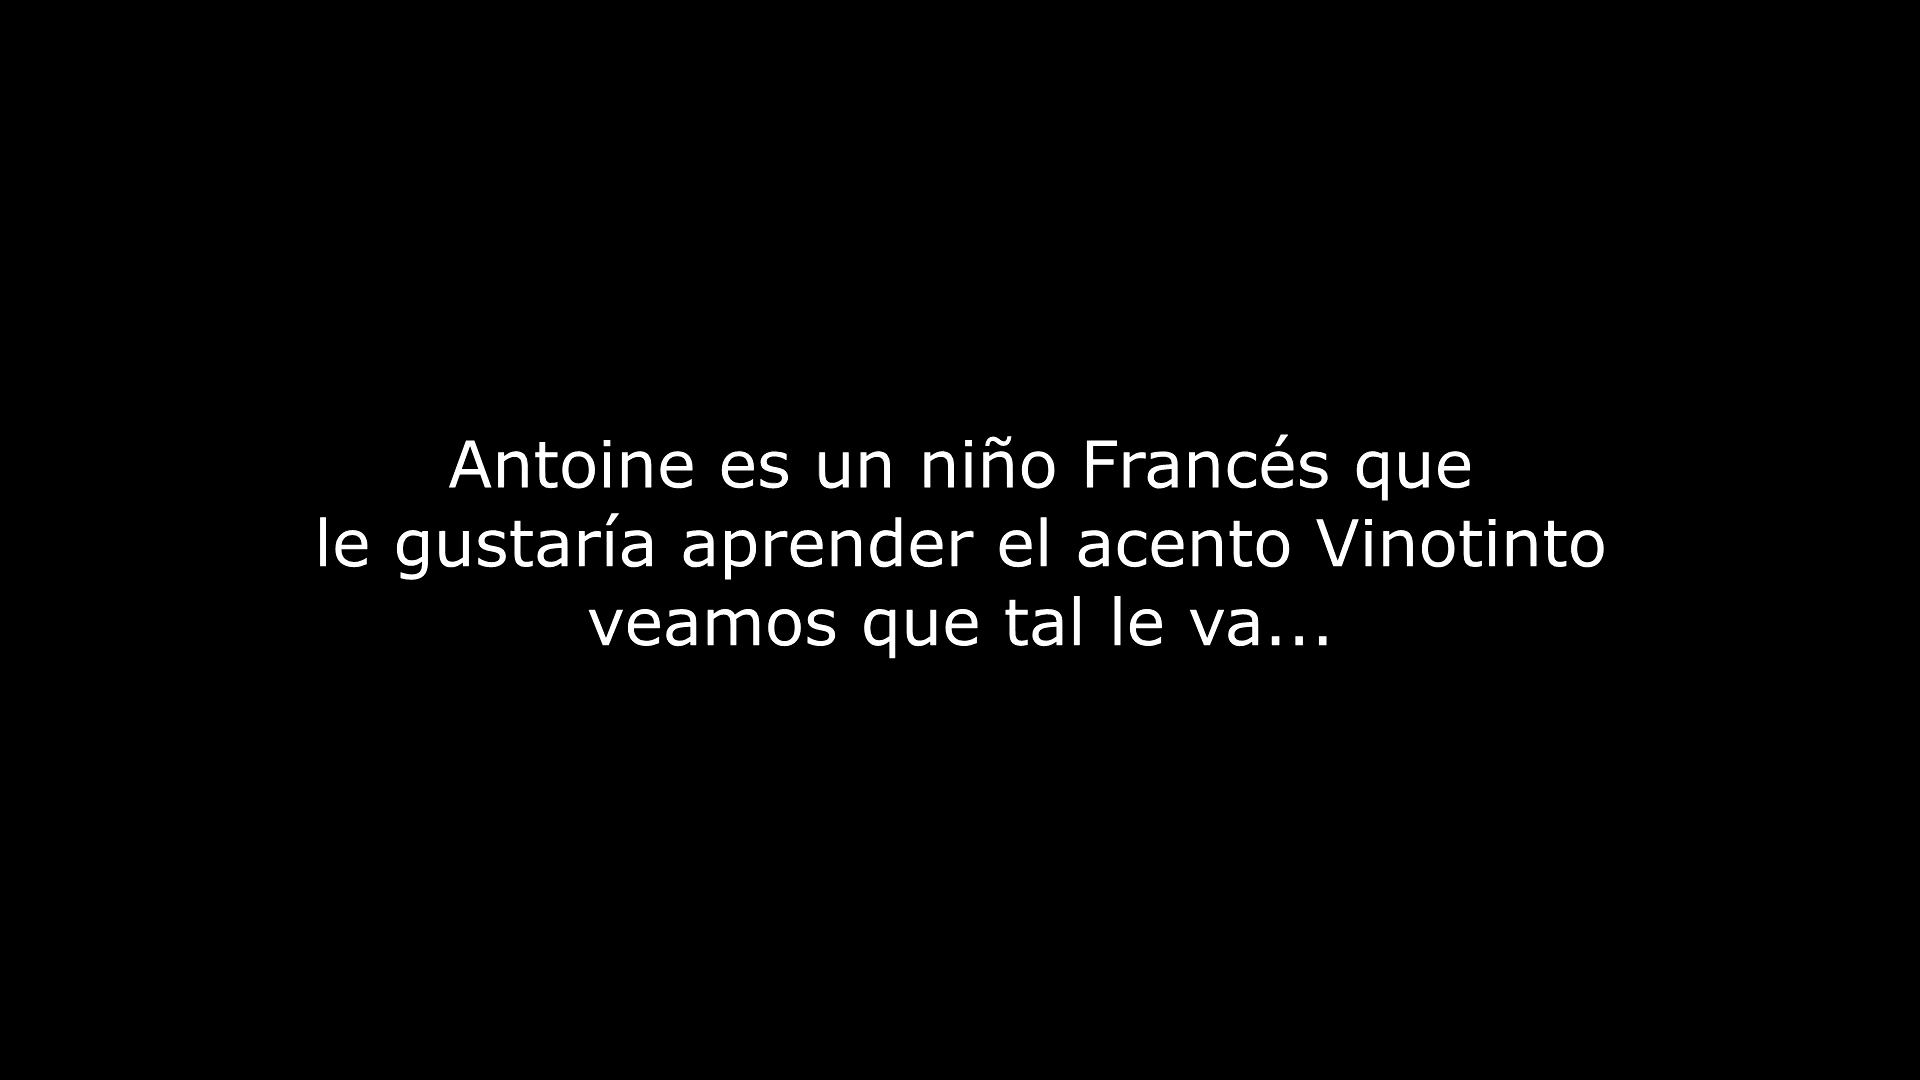 Antoine es un niño Francés que
le gustaría aprender el acento Vinotinto
veamos que tal le va...